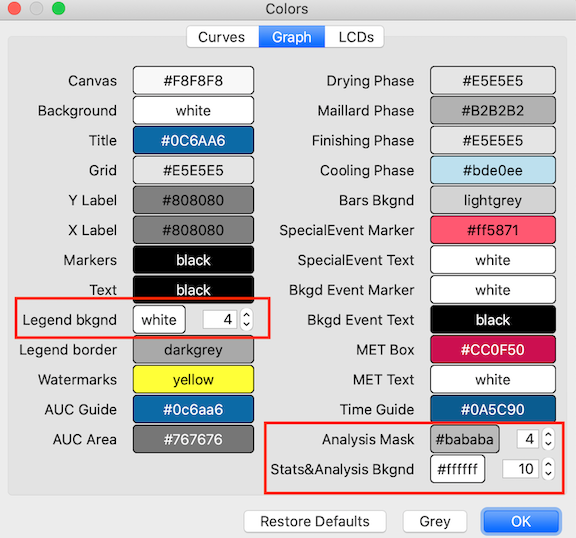 Colors
Curves Graph LCDs
Canvas #F8F8F8 Drying Phase #E5E5E5
Background white Maillard Phase #B2B2B2
Title #0C6AA6 Finishing Phase #E5E5E5
Grid #E5E5E5 Cooling Phase #bde0ee
Y Label #808080 Bars Bkgnd lightgrey
X Label #808080 SpecialEvent Marker #ff5871
Markers black SpecialEvent Text white
Text black Bkgd Event Marker white
Legend bkgnd white 4 Bkgd Event Text black
Legend border darkgrey MET Box #CC0F50
Watermarks yellow MET Text white
AUC Guide #0c6aa6 Time Guide #0A5C90
AUC Area #767676 Analysis Mask #bababa 4
Stats&Analysis Bkgnd #ffffff 10
Restore Defaults Grey OK